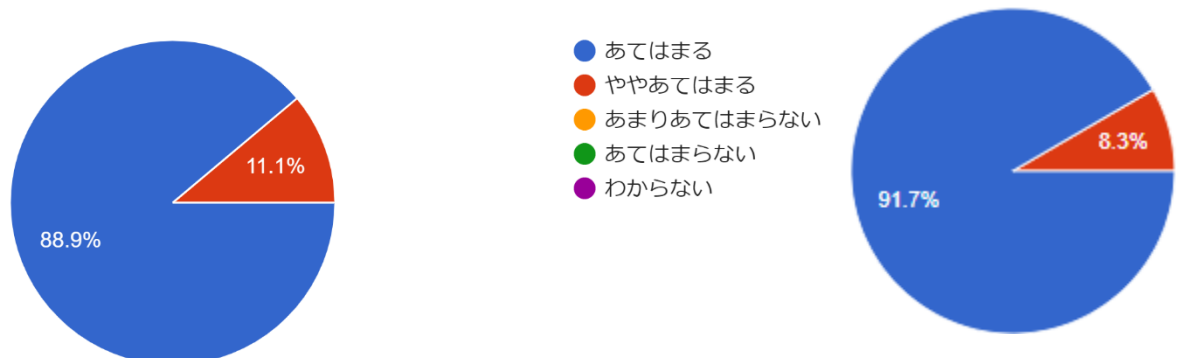 11.1%
88.9%
あてはまる
ややあてはまる
あまりあてはまらない
あてはまらない
わからない
8.3%
91.7%